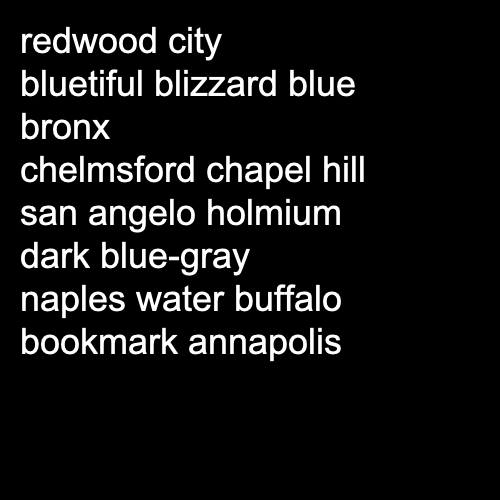 redwood city
bluetiful blizzard blue
bronx
chelmsford chapel hill
san angelo holmium
dark blue-gray
naples water buffalo
bookmark annapolis